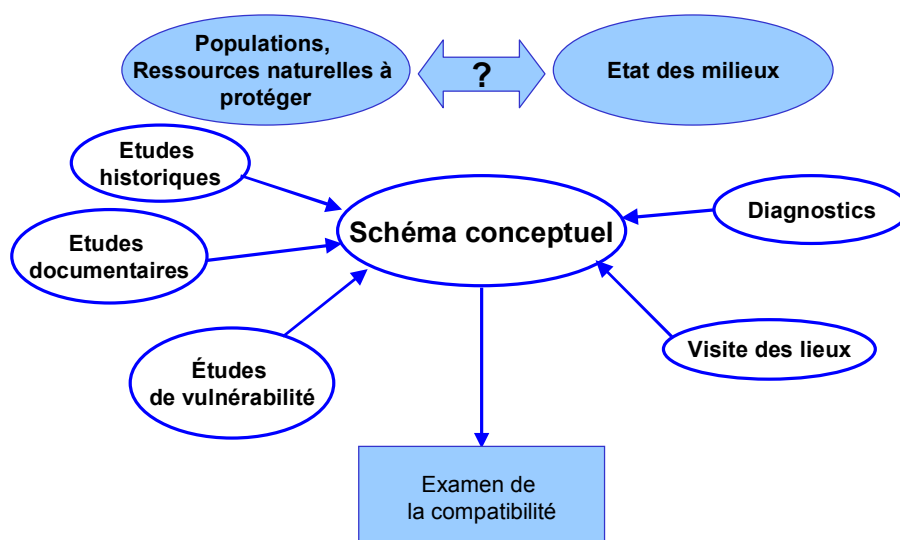 Populations,
Ressources naturelles à
protéger
?
Etat des milieux
Etudes
historiques
Etudes
documentaires
Études
de vulnérabilité
Schéma conceptuel
Diagnostics
Visite des lieux
Examen de
la compatibilité